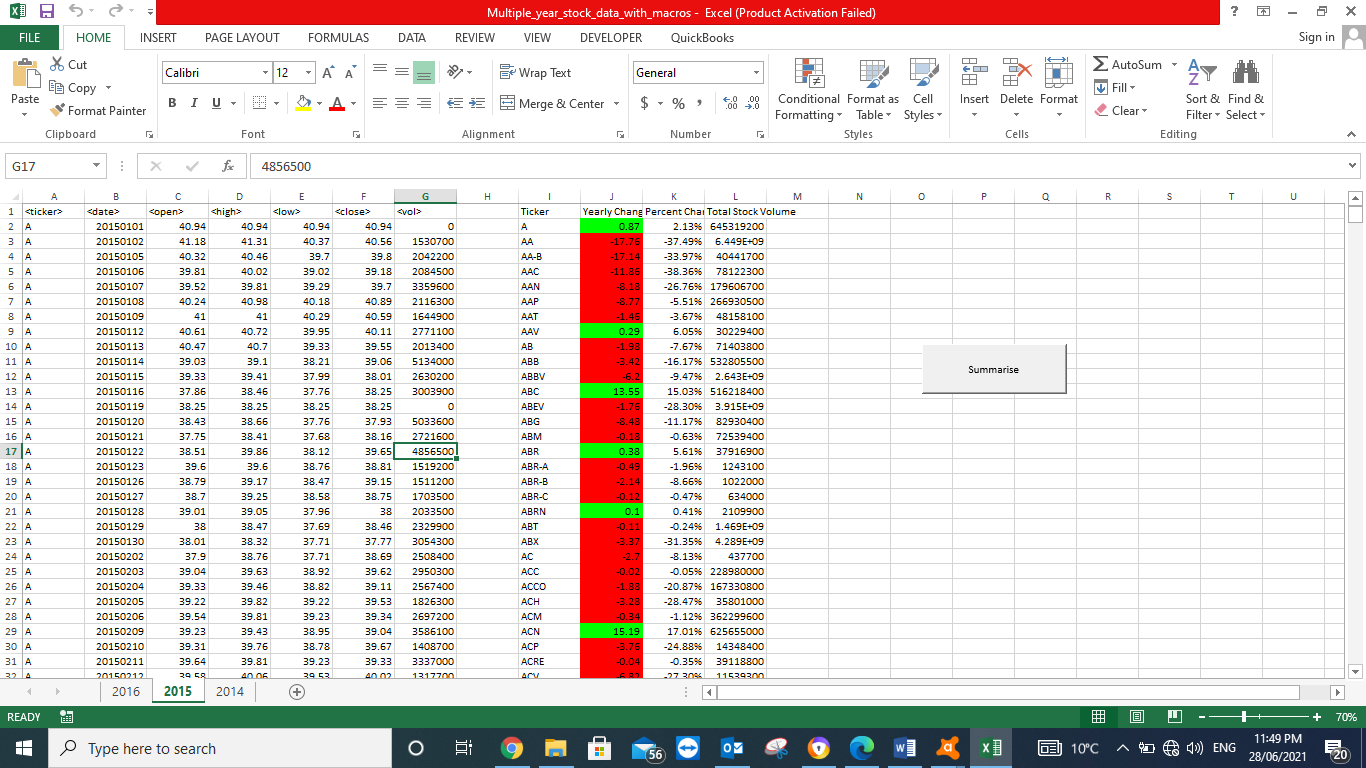 Multiple_year_stock_data_with_macros - Excel (Product Activation Failed)
FILE HOME INSERT PAGE LAYOUT FORMULAS DATA REVIEW VIEW DEVELOPER QuickBooks Sign in
Cut Calibri 12 Wrap Text General AutoSum
Copy Fill
Paste Format Painter Merge & Center Conditional Formatting Format as Table Cell Styles Insert Delete Format Clear Sort & Filter Find & Select
Clipboard Font Alignment Number Styles Cells Editing
G17 4856500
A B C D E F G H I J K L M N O P Q R S T U
1 <ticker> <date> <open> <high> <low> <close> <vol> Ticker Yearly Chang Percent Chan Total Stock Volume
2 A 20150101 40.94 40.94 40.94 40.94 0 A 0.87 2.13% 645319200
3 A 20150102 41.18 41.31 40.37 40.56 1530700 AA -17.76 -37.49% 6.449E+09
4 A 20150105 40.32 40.46 39.7 39.8 2042200 AA-B -17.14 -33.97% 40441700
5 A 20150106 39.81 40.02 39.02 39.18 2084500 AAC -11.86 -38.36% 78122300
6 A 20150107 39.52 39.81 39.29 39.7 3359600 AAN -8.18 -26.76% 179606700
7 A 20150108 40.24 40.98 40.18 40.89 2116300 AAP -8.77 -5.51% 266930500
8 A 20150109 41 41 40.29 40.59 1644900 AAT -1.46 -3.67% 48158100
9 A 20150112 40.61 40.72 39.95 40.11 2771100 AAV 0.29 6.05% 30229400
10 A 20150113 40.47 40.7 39.33 39.55 2013400 AB -1.98 -7.67% 71403800
11 A 20150114 39.03 39.1 38.21 39.06 5134000 ABB -3.42 -16.17% 532805500
12 A 20150115 39.33 39.41 37.99 38.01 2630200 ABBV -6.2 -9.47% 2.643E+09
13 A 20150116 37.86 38.46 37.76 38.25 3003900 ABC 13.55 15.03% 516218400
14 A 20150119 38.25 38.25 38.25 38.25 0 ABEV -1.76 -28.30% 3.915E+09
15 A 20150120 38.43 38.66 37.76 37.93 5033600 ABG -8.48 -11.17% 82930400
16 A 20150121 37.75 38.41 37.68 38.16 2721600 ABM -0.18 -0.63% 72539400
17 A 20150122 38.51 39.86 38.12 39.65 4856500 ABR 0.38 5.61% 37916900
18 A 20150123 39.6 39.6 38.76 38.81 1519200 ABR-A -0.49 -1.96% 1243100
19 A 20150126 38.79 39.17 38.47 39.15 1511200 ABR-B -2.14 -8.66% 1022000
20 A 20150127 38.7 39.25 38.58 38.75 1703500 ABR-C -0.12 -0.47% 634000
21 A 20150128 39.01 39.05 37.96 38 2033500 ABRN 0.1 0.41% 2109900
22 A 20150129 38 38.47 37.69 38.46 2329900 ABT -0.11 -0.24% 1.469E+09
23 A 20150130 38.01 38.32 37.71 37.77 3054300 ABX -3.37 -31.35% 4.289E+09
24 A 20150202 37.9 38.76 37.71 38.69 2508400 AC -2.7 -8.13% 437700
25 A 20150203 39.04 39.63 38.92 39.62 2950300 ACC -0.02 -0.05% 228980000
26 A 20150204 39.33 39.46 38.82 39.11 2567400 ACCO -1.88 -20.87% 167330800
27 A 20150205 39.22 39.82 39.22 39.53 1826300 ACH -3.28 -28.47% 35801000
28 A 20150206 39.54 39.81 39.23 39.34 2697200 ACM -0.34 -1.12% 362299600
29 A 20150209 39.23 39.43 38.95 39.04 3586100 ACN 15.19 17.01% 625655000
30 A 20150210 39.31 39.76 38.78 39.67 1408700 ACP -3.76 -24.88% 14348400
31 A 20150211 39.64 39.81 39.23 39.33 3337000 ACRE -0.04 -0.35% 39118800
32 A 20150212 39.58 40.06 39.53 40.02 1317700 ACV -6.82 -27.30% 11539300
Summarise
2016 2015 2014
READY 70%
Type here to search 56 10°C ENG 11:49 PM
28/06/2021 20